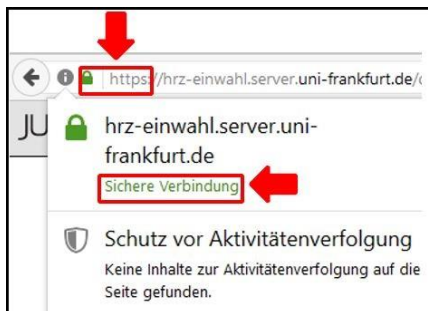 https://hrz-einwahl.server.uni-frankfurt.de/
JU
hrz-einwahl.server.uni-
frankfurt.de
Sichere Verbindung
Schutz vor Aktivitätenverfolgung
Keine Inhalte zur Aktivitätenverfolgung auf die
Seite gefunden.